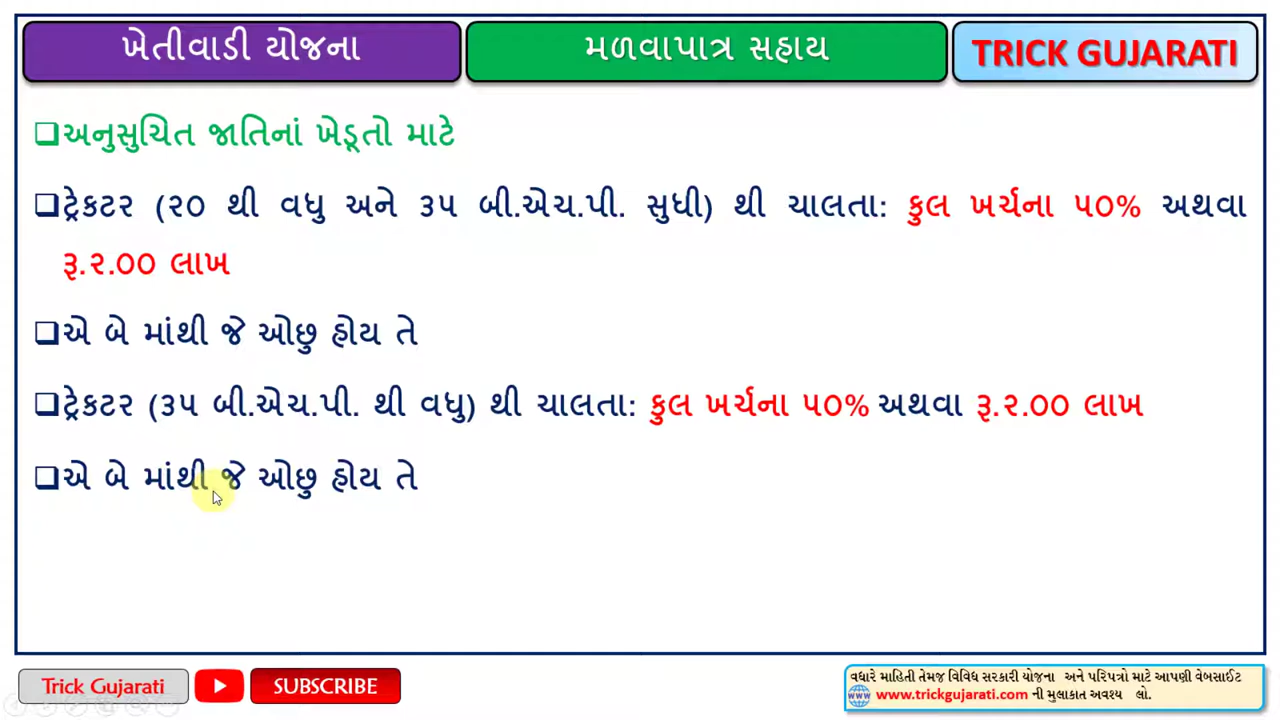 ખેતીવાડી યોજના
મળવાપાત્ર સહાય
TRICK GUJARATI
અનુસુચિત જાતિનાં ખેડૂતો માટે
ટ્રેકટર (૨૦ થી વધુ અને ૩૫ બી.એચ.પી. સુધી) થી ચાલતા: કુલ ખર્ચના ૫૦% અથવા
રૂ.૨.૦૦ લાખ
એ બે માંથી જે ઓછુ હોય તે
ટ્રેકટર (૩૫ બી.એચ.પી. થી વધુ) થી ચાલતા: કુલ ખર્ચના ૫૦% અથવા રૂ.૨.૦૦ લાખ
એ બે માંથી જે ઓછુ હોય તે
Trick Gujarati
SUBSCRIBE
વધારે માહિતી તેમજ વિવિધ સરકારી યોજના અને પરિપત્રો માટે આપણી વેબસાઈટ
www.trickgujarati.com ની મુલાકાત અવશ્ય લો.